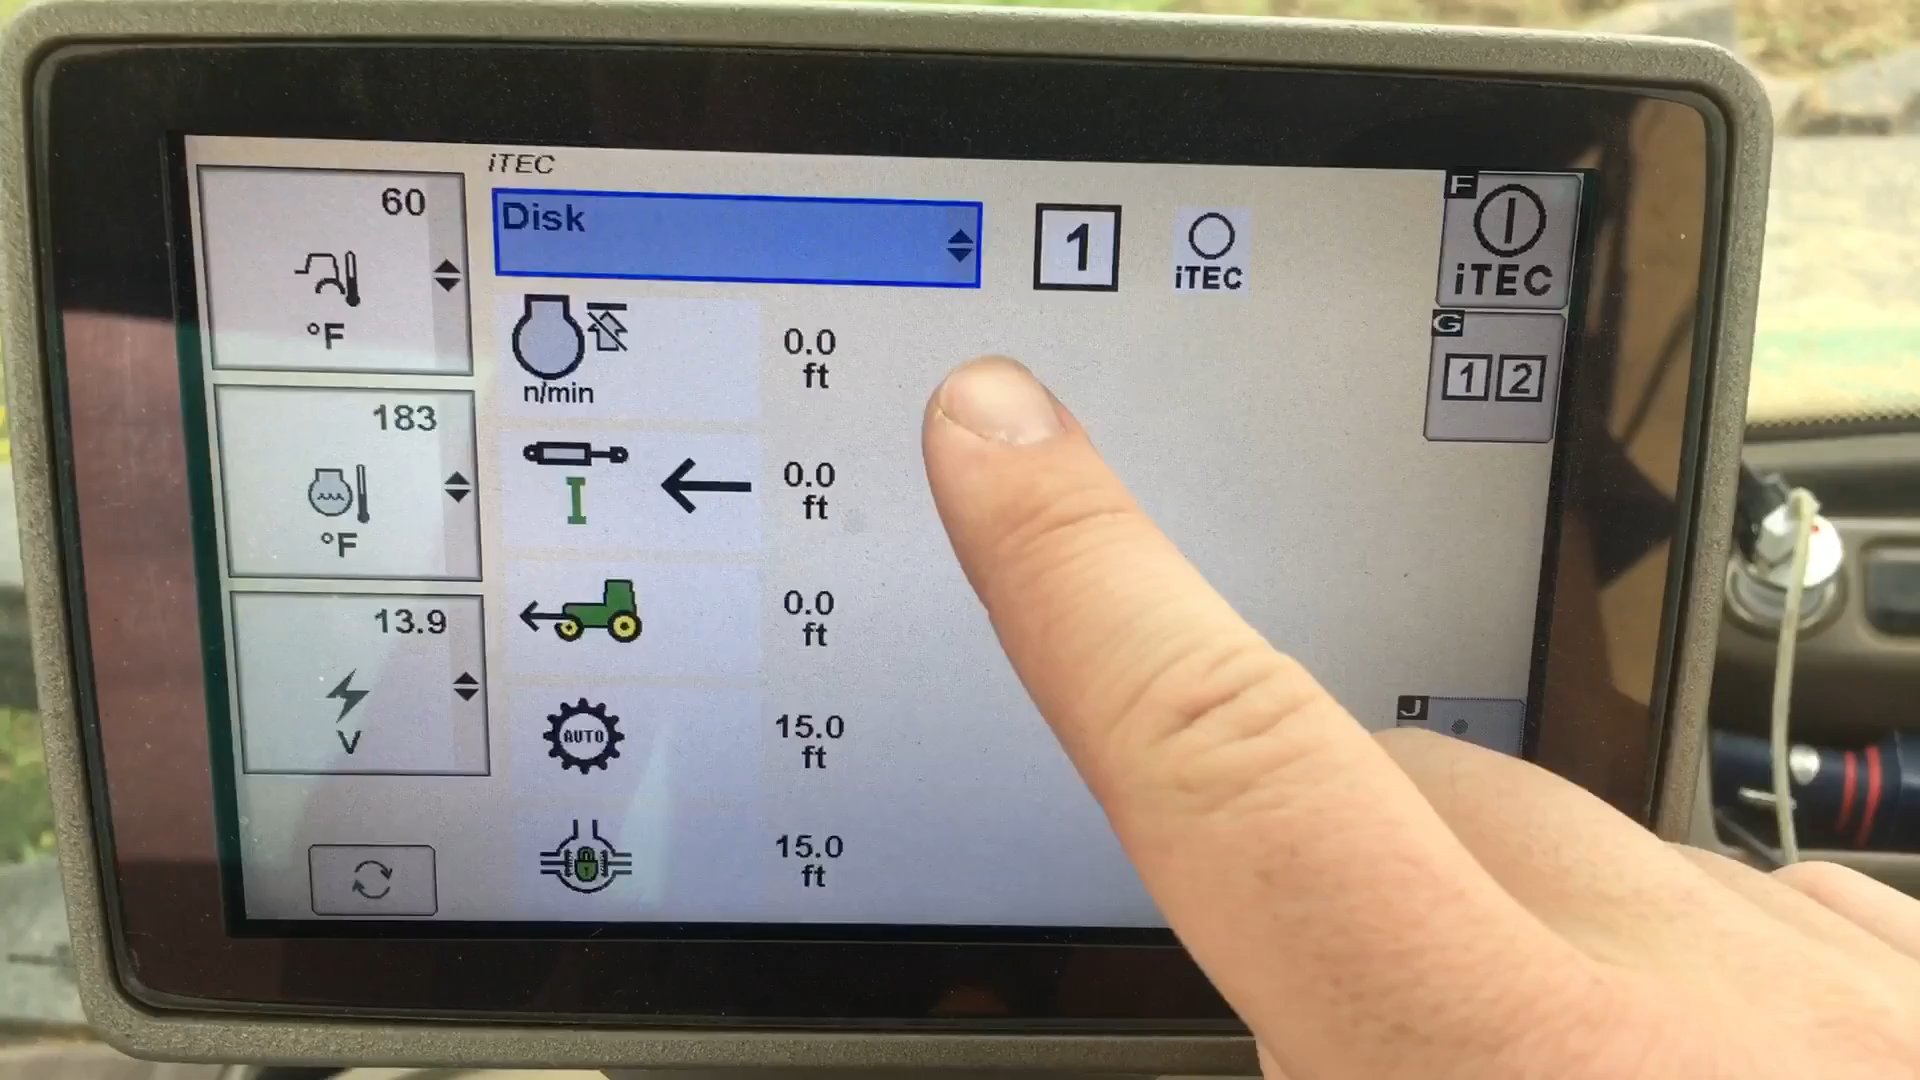 iTEC
Disk
1
iTEC
F
iTEC
G
1 2
60
°F
183
°F
13.9
V
n/min
0.0
ft
0.0
ft
0.0
ft
AUTO
15.0
ft
15.0
ft
J